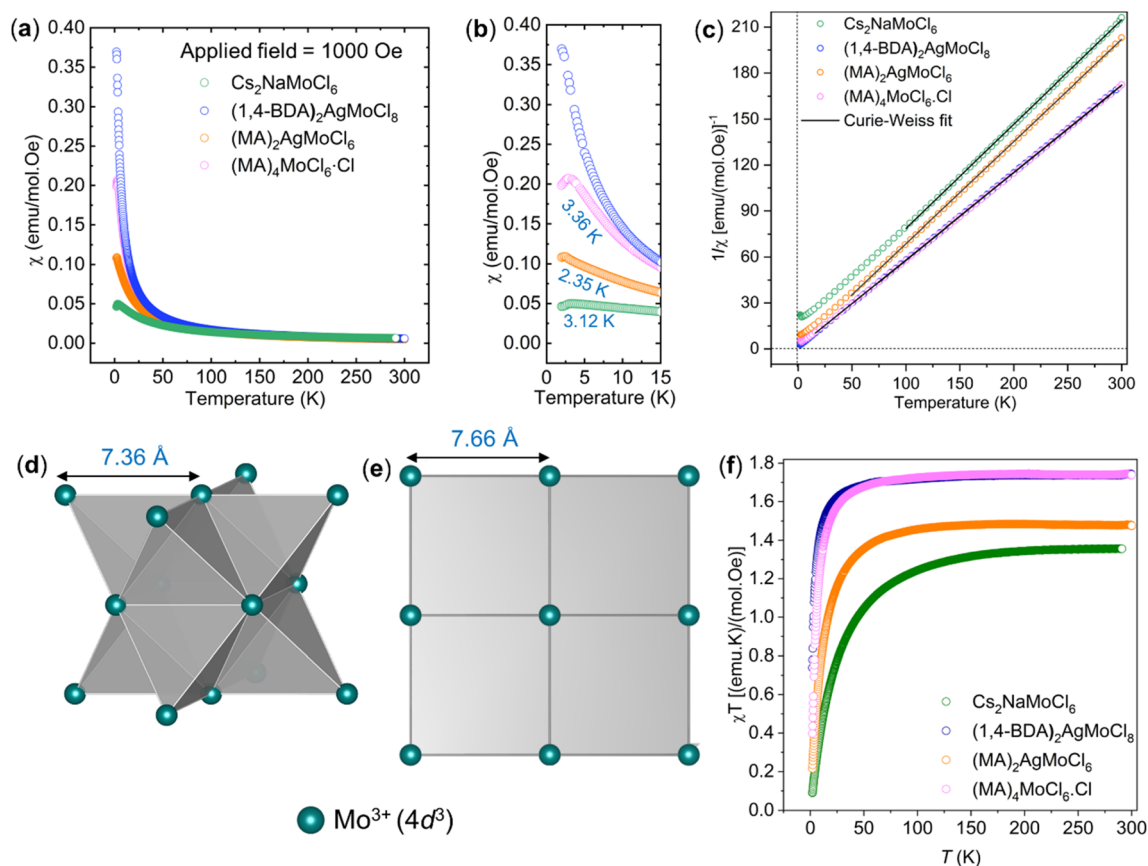 (a)
Applied field = 1000 Oe
Cs₂NaMoCl₆
(1,4-BDA)₂AgMoCl₈
(MA)₂AgMoCl₆
(MA)₄MoCl₆·Cl
0.40
0.35
0.30
0.25
0.20
0.15
0.10
0.05
0.00
χ (emu/mol.Oe)
0 50 100 150 200 250 300
Temperature (K)
(b)
0.40
0.35
0.30
0.25
0.20
0.15
0.10
0.05
0.00
χ (emu/mol.Oe)
3.36 K
2.35 K
3.12 K
0 5 10 15
Temperature (K)
(c)
210
180
150
120
90
60
30
0
1/χ [emu/(mol.Oe)]⁻¹
Cs₂NaMoCl₆
(1,4-BDA)₂AgMoCl₈
(MA)₂AgMoCl₆
(MA)₄MoCl₆.Cl
Curie-Weiss fit
0 50 100 150 200 250 300
Temperature (K)
(d)
7.36 Å
(e)
7.66 Å
Mo³⁺ (4d³)
(f)
1.8
1.6
1.4
1.2
1.0
0.8
0.6
0.4
0.2
0.0
χT [(emu.K)/(mol.Oe)]
Cs₂NaMoCl₆
(1,4-BDA)₂AgMoCl₈
(MA)₂AgMoCl₆
(MA)₄MoCl₆.Cl
0 50 100 150 200 250 300
T (K)